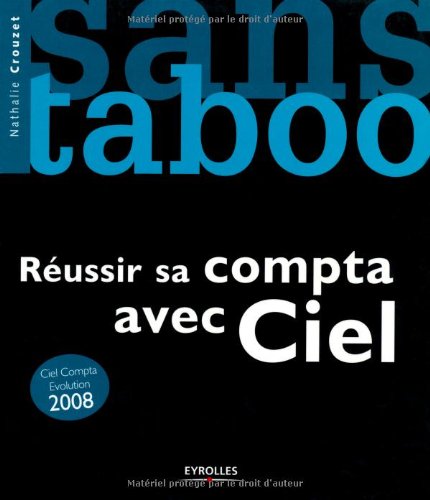 Matériel protégé par le droit d'auteur
Nathalie Crouzet
sans
taboo
Réussir sa compta
avec Ciel
Ciel Compta
Evolution
2008
EYROLLES
Matériel protégé par le droit d'auteur